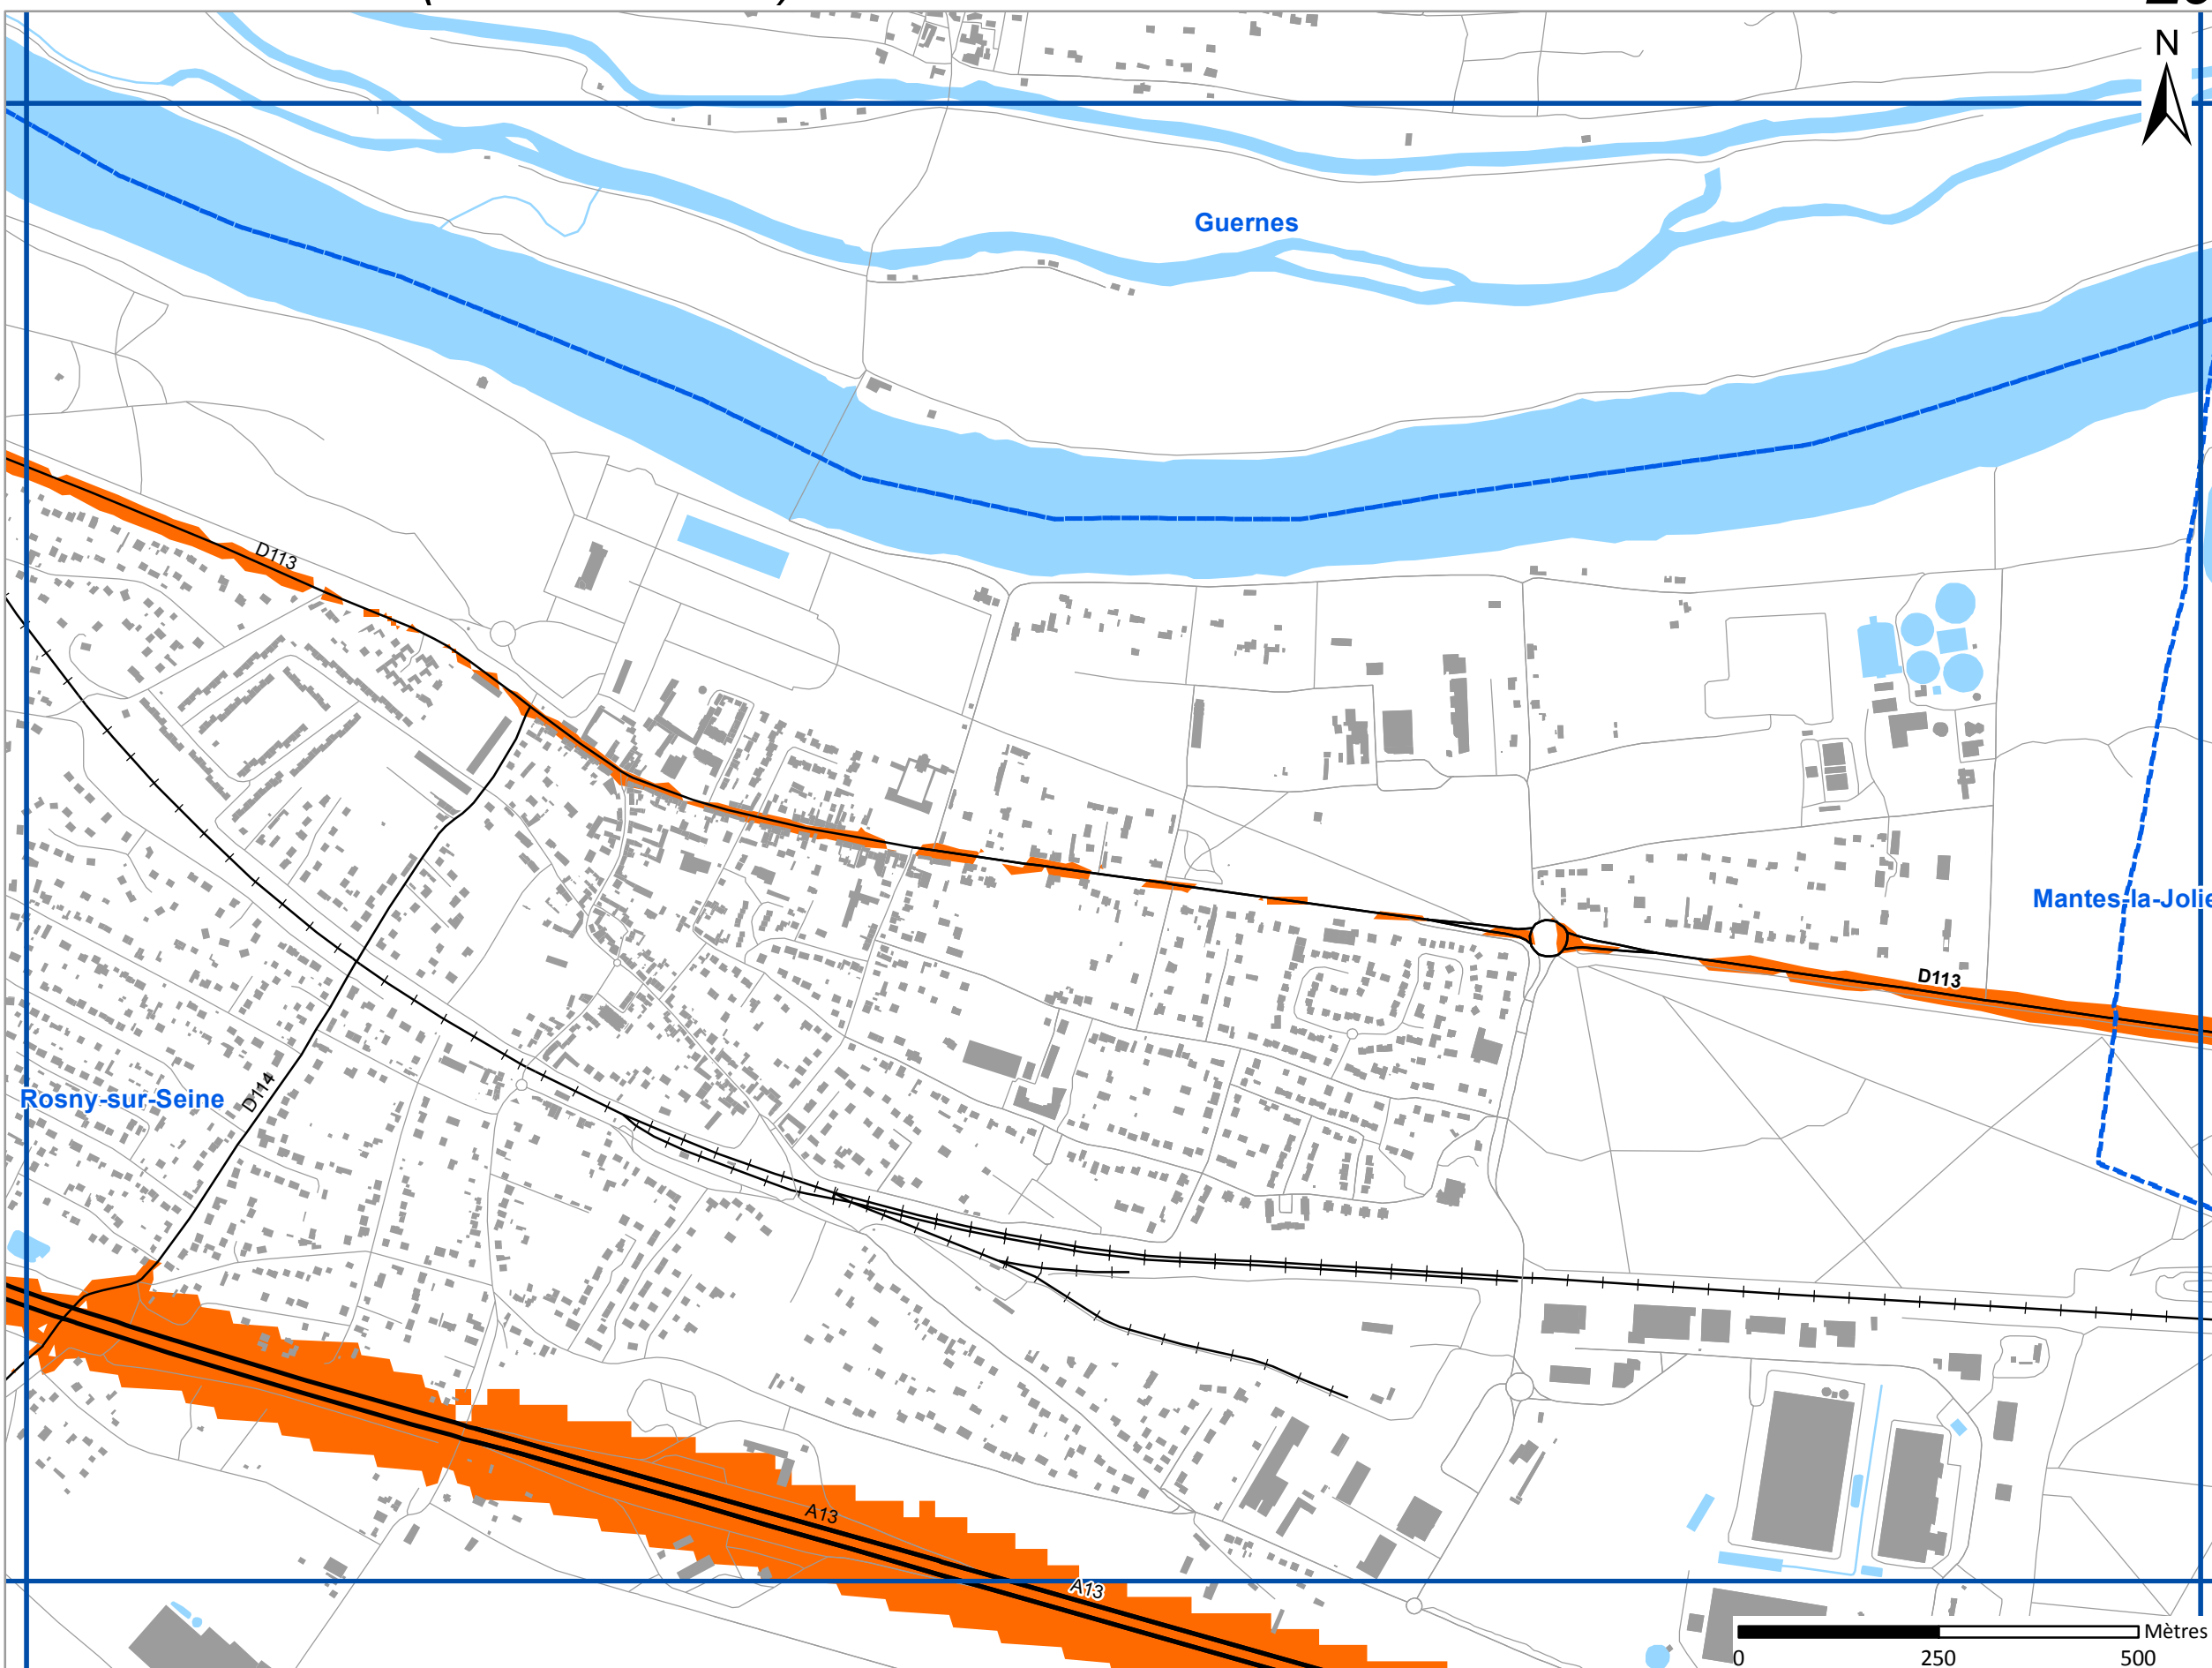 N
Guernes
D113
Mantes-la-Jolie
D113
Rosny-sur-Seine
D114
A13
A13
Mètres
0 250 500